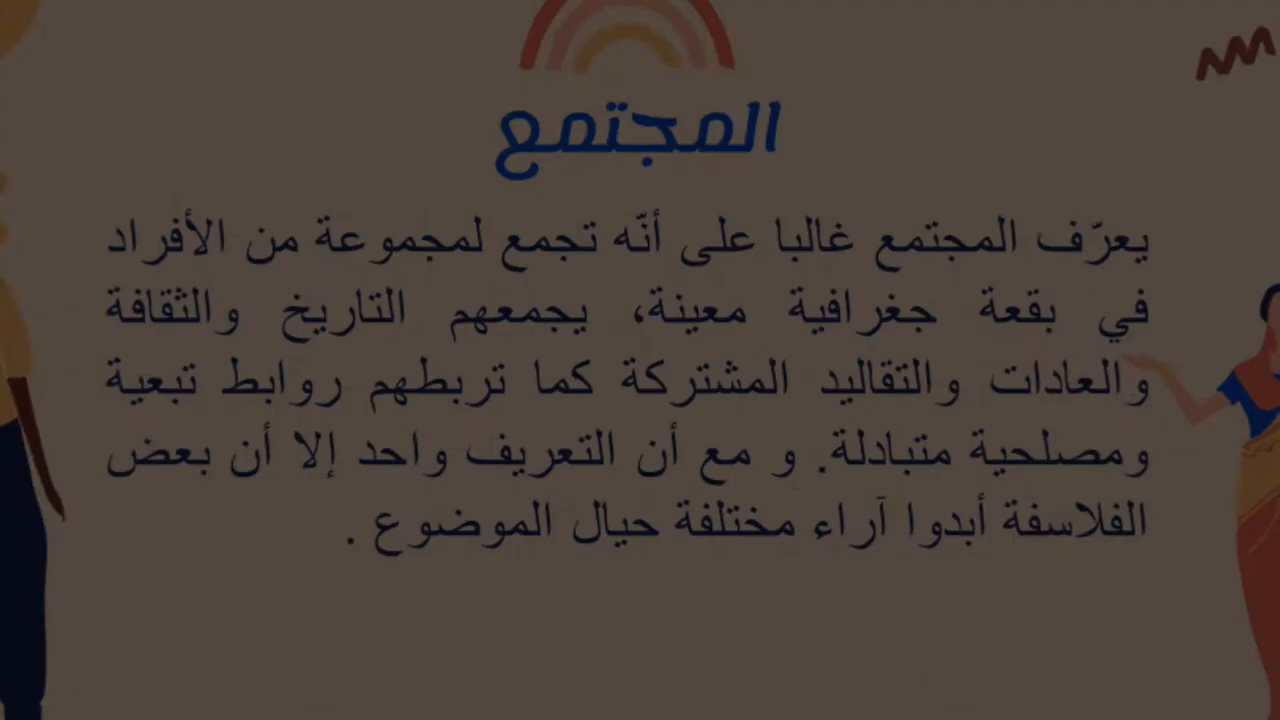 المجتمع
يعرّف المجتمع غالبا على أنّه تجمع لمجموعة من الأفراد
في بقعة جغرافية معينة، يجمعهم التاريخ والثقافة
والعادات والتقاليد المشتركة كما تربطهم روابط تبعية
ومصلحية متبادلة. و مع أن التعريف واحد إلا أن بعض
الفلاسفة أبدوا آراء مختلفة حيال الموضوع .